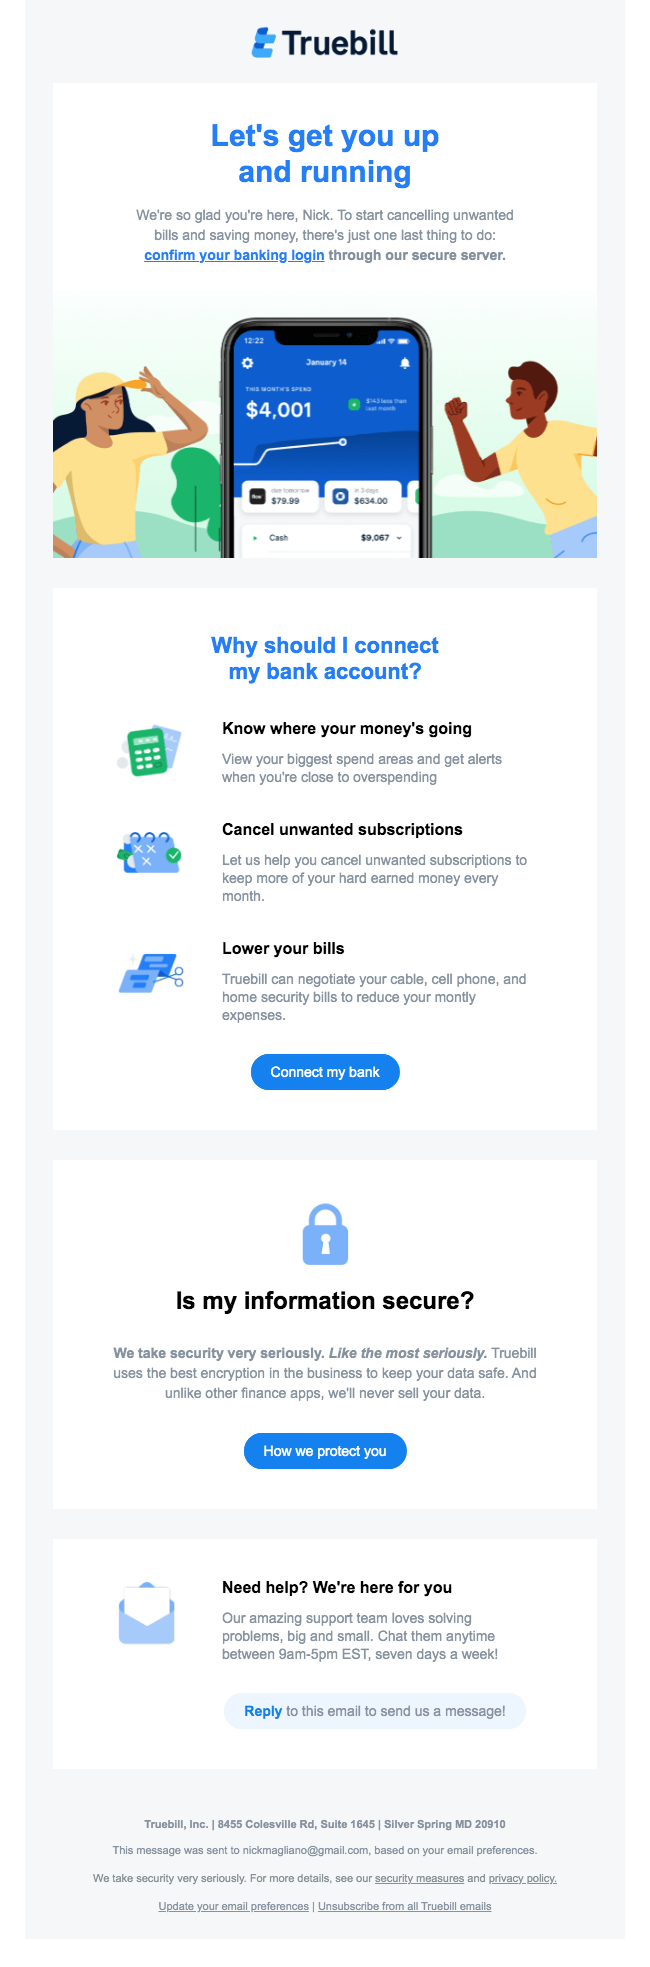 Truebill
Let's get you up
and running
We're so glad you're here, Nick. To start cancelling unwanted
bills and saving money, there's just one last thing to do:
confirm your banking login through our secure server.
12:22
January 14
THIS MONTH'S SPEND
$4,001
$143 less than
last month
due tomorrow
$79.99
in 3 days
$634.00
Cash
$9,067
Why should I connect
my bank account?
Know where your money's going
View your biggest spend areas and get alerts
when you're close to overspending
Cancel unwanted subscriptions
Let us help you cancel unwanted subscriptions to
keep more of your hard earned money every
month.
Lower your bills
Truebill can negotiate your cable, cell phone, and
home security bills to reduce your montly
expenses.
Connect my bank
Is my information secure?
We take security very seriously. Like the most seriously. Truebill
uses the best encryption in the business to keep your data safe. And
unlike other finance apps, we'll never sell your data.
How we protect you
Need help? We're here for you
Our amazing support team loves solving
problems, big and small. Chat them anytime
between 9am-5pm EST, seven days a week!
Reply to this email to send us a message!
Truebill, Inc. | 8455 Colesville Rd, Suite 1645 | Silver Spring MD 20910
This message was sent to nickmagliano@gmail.com, based on your email preferences.
We take security very seriously. For more details, see our security measures and privacy policy.
Update your email preferences | Unsubscribe from all Truebill emails